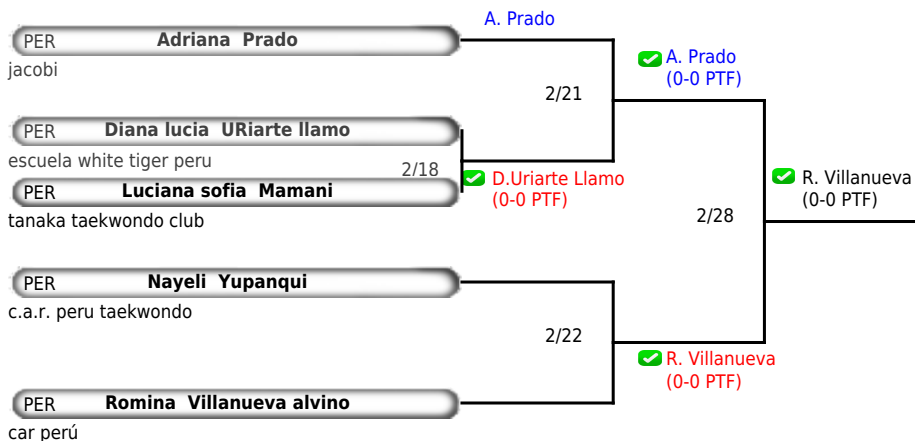 A. Prado
PER Adriana Prado
jacobi
A. Prado
(0-0 PTF)
2/21
PER Diana lucia URiarte llamo
escuela white tiger peru
2/18
D.Uriarte Llamo
(0-0 PTF)
R. Villanueva
(0-0 PTF)
PER Luciana sofia Mamani
tanaka taekwondo club
2/28
PER Nayeli Yupanqui
c.a.r. peru taekwondo
2/22
R. Villanueva
(0-0 PTF)
PER Romina Villanueva alvino
car perú